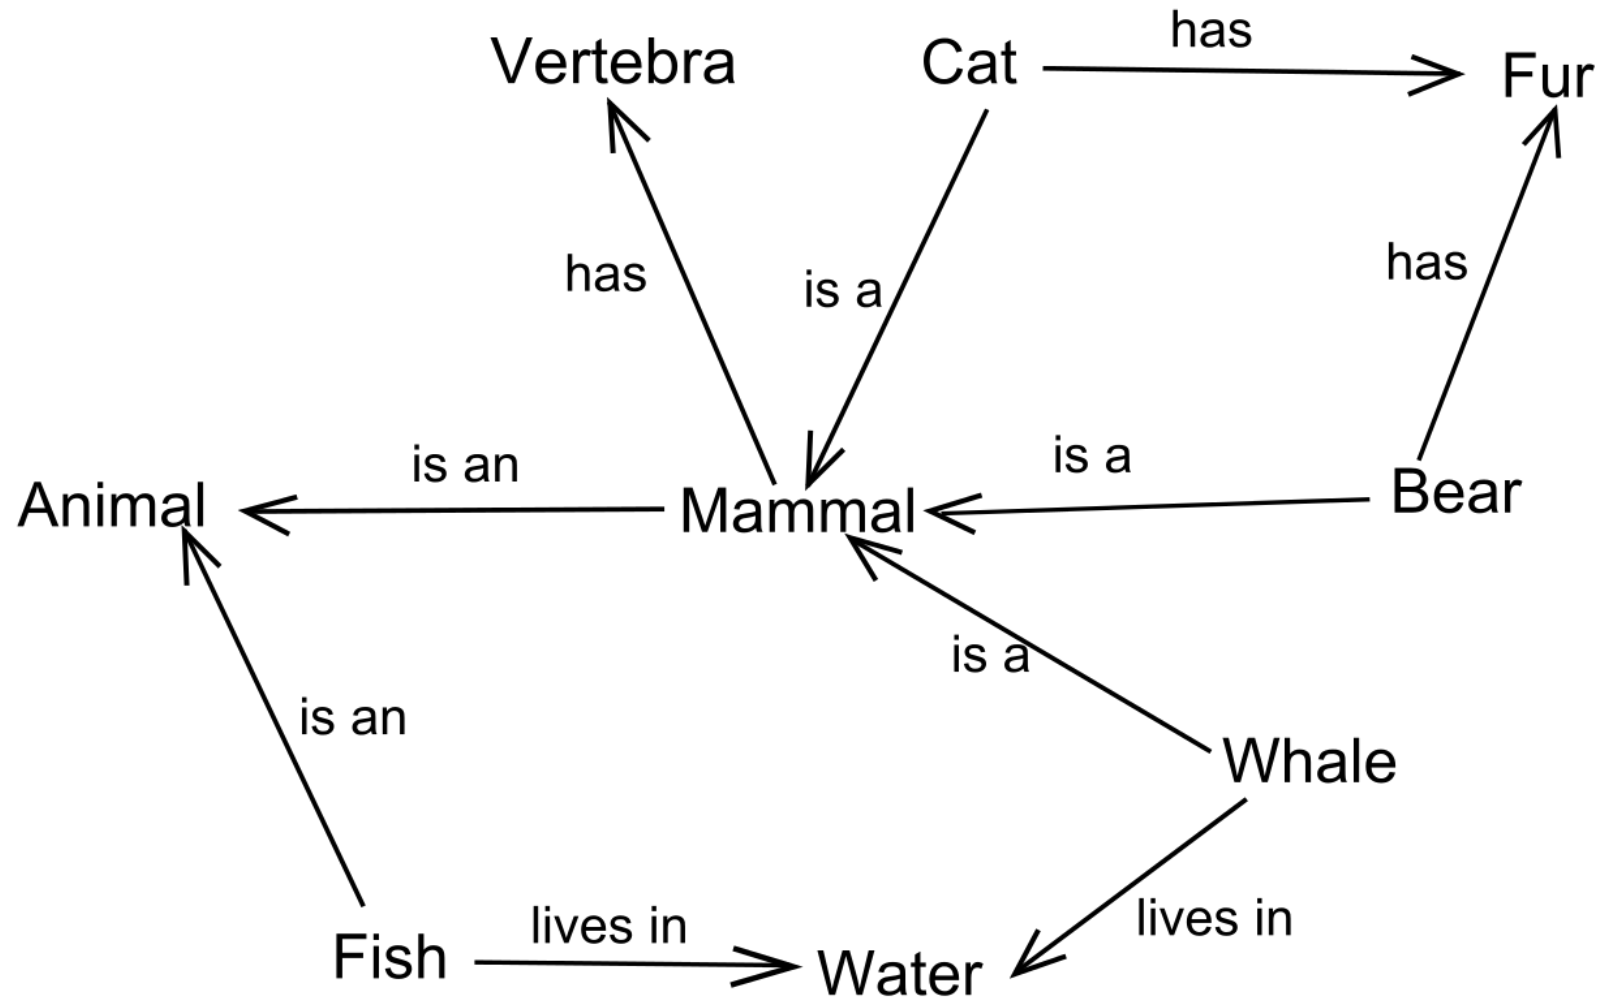 Vertebra
Cat
has
Fur
has
is a
has
Animal
is an
Mammal
is a
Bear
is a
is an
Whale
Fish
lives in
Water
lives in